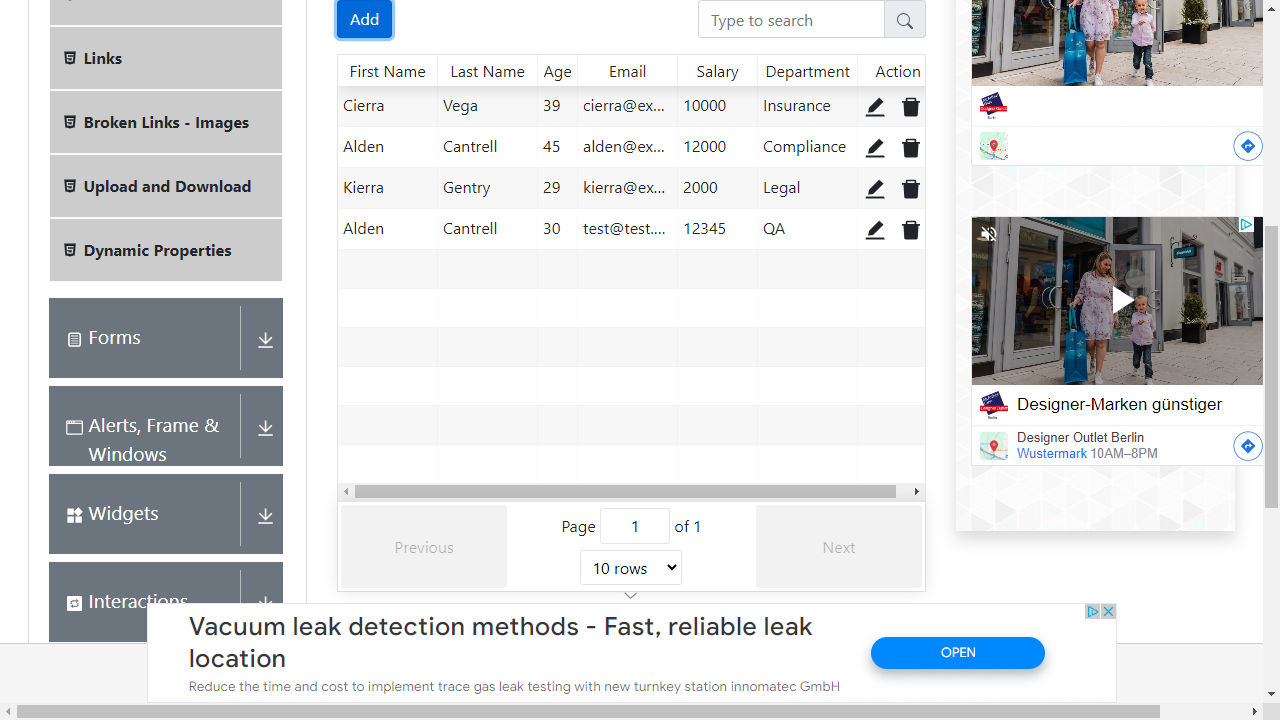 Links
Broken Links - Images
Upload and Download
Dynamic Properties
Forms
Alerts, Frame &
Windows
Widgets
Interactions
Add
Type to search
First Name Last Name Age Email Salary Department Action
Cierra Vega 39 cierra@ex... 10000 Insurance
Alden Cantrell 45 alden@ex... 12000 Compliance
Kierra Gentry 29 kierra@ex... 2000 Legal
Alden Cantrell 30 test@test.... 12345 QA
Previous
Page 1 of 1
10 rows
Next
Designer-Marken günstiger
Designer Outlet Berlin
Wustermark 10AM–8PM
Vacuum leak detection methods - Fast, reliable leak
location
Reduce the time and cost to implement trace gas leak testing with new turnkey station innomatec GmbH
OPEN